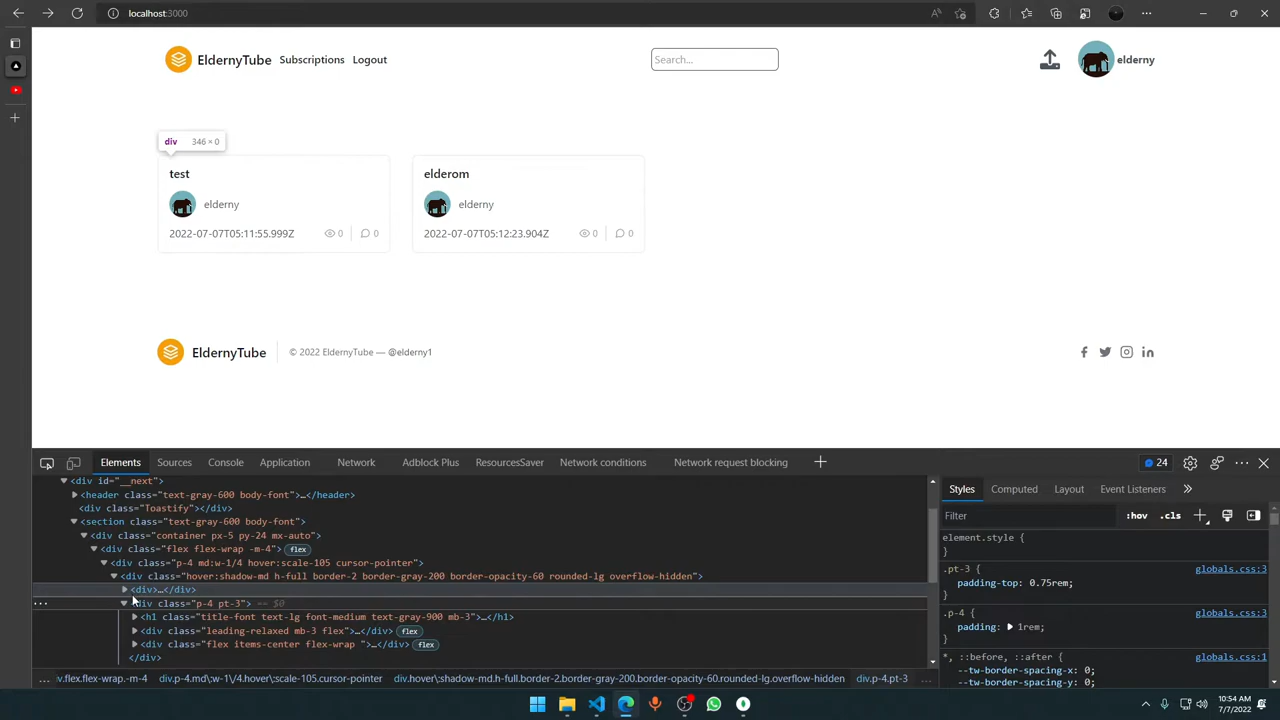 localhost:3000
EldernyTube Subscriptions Logout
Search...
elderny
div 346 × 0
test
elderny
2022-07-07T05:11:55.999Z 0 0
elderom
elderny
2022-07-07T05:12:23.904Z 0 0
EldernyTube © 2022 EldernyTube — @elderny1
Elements Sources Console Application Network Adblock Plus ResourcesSaver Network conditions Network request blocking 24
<div id="__next">
<header class="text-gray-600 body-font">…</header>
<div class="Toastify"></div>
<section class="text-gray-600 body-font">
<div class="container px-5 py-24 mx-auto">
<div class="flex flex-wrap -m-4"> flex
<div class="p-4 md:w-1/4 hover:scale-105 cursor-pointer">
<div class="hover:shadow-md h-full border-2 border-gray-200 border-opacity-60 rounded-lg overflow-hidden">
<div>…</div>
<div class="p-4 pt-3"> == $0
<h1 class="title-font text-lg font-medium text-gray-900 mb-3">…</h1>
<div class="leading-relaxed mb-3 flex">…</div> flex
<div class="flex items-center flex-wrap ">…</div> flex
</div>
... v.flex.flex-wrap.-m-4 div.p-4.md\:w-1\/4.hover\:scale-105.cursor-pointer div.hover\:shadow-md.h-full.border-2.border-gray-200.border-opacity-60.rounded-lg.overflow-hidden div.p-4.pt-3 ...
Styles Computed Layout Event Listeners
Filter :hov .cls
element.style {
}
.pt-3 { globals.css:3
padding-top: 0.75rem;
}
.p-4 { globals.css:3
padding: 1rem;
}
*, ::before, ::after { globals.css:1
--tw-border-spacing-x: 0;
--tw-border-spacing-y: 0;
10:54 AM
7/7/2022